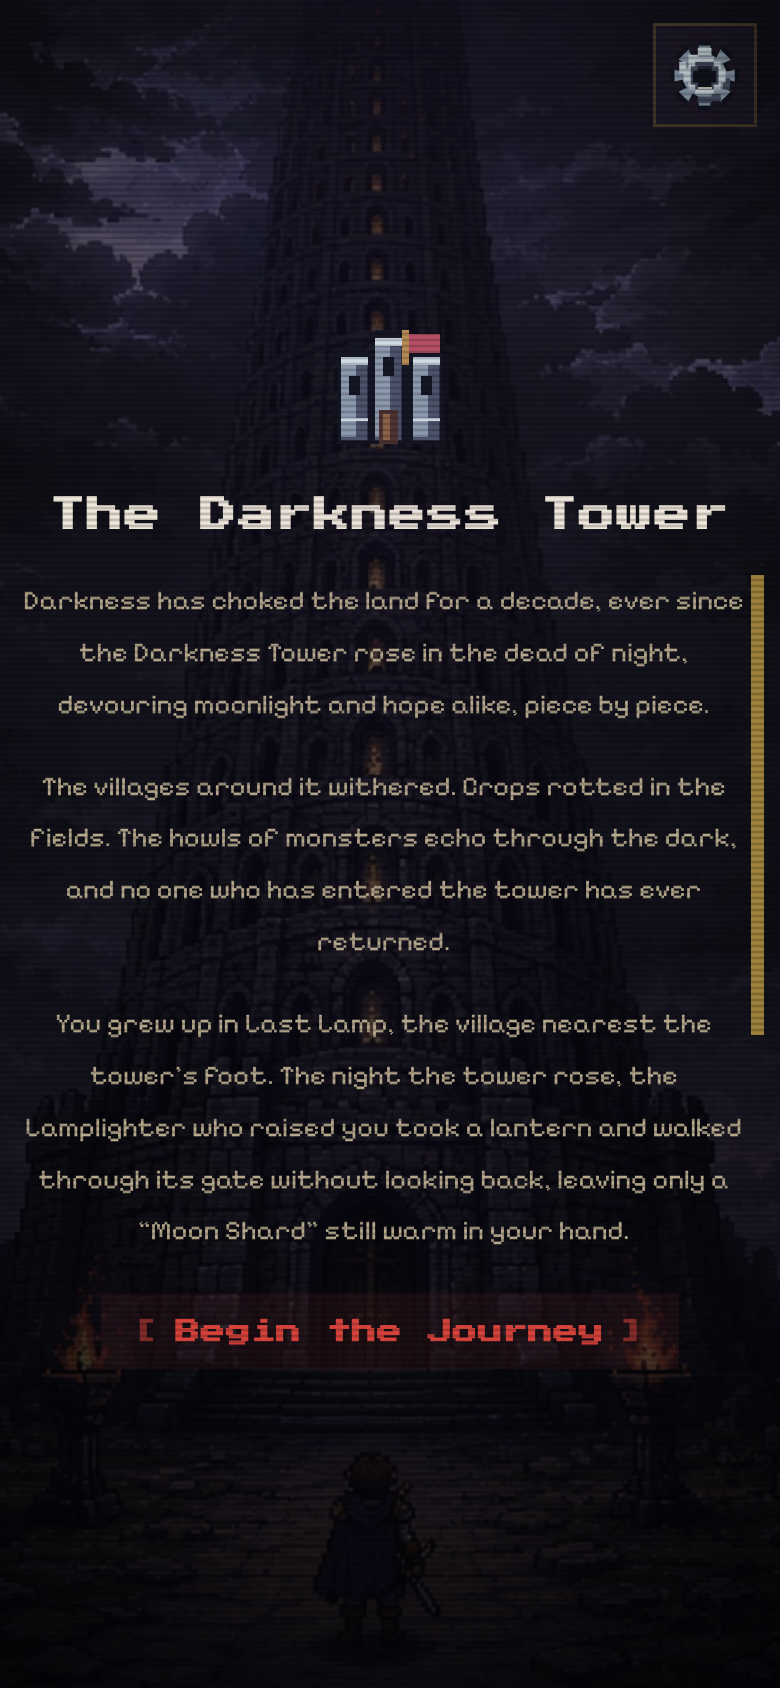 The Darkness Tower
Darkness has choked the land for a decade, ever since
the Darkness Tower rose in the dead of night,
devouring moonlight and hope alike, piece by piece.
The villages around it withered. Crops rotted in the
fields. The howls of monsters echo through the dark,
and no one who has entered the tower has ever
returned.
You grew up in Last Lamp, the village nearest the
tower's foot. The night the tower rose, the
Lamplighter who raised you took a lantern and walked
through its gate without looking back, leaving only a
“Moon Shard” still warm in your hand.
[ Begin the Journey ]